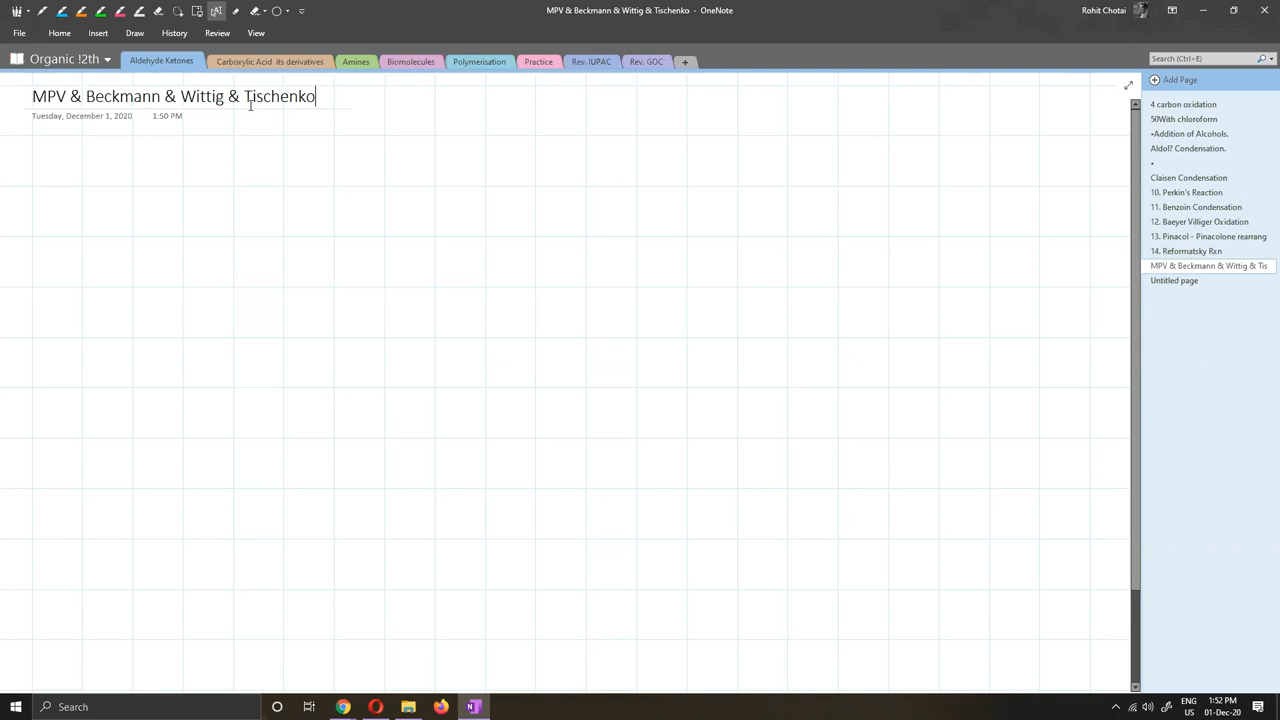 MPV & Beckmann & Wittig & Tischenko - OneNote
Rohit Chotai
File Home Insert Draw History Review View
Organic !2th
Aldehyde Ketones
Carboxylic Acid its derivatives
Amines
Biomolecules
Polymerisation
Practice
Rev. IUPAC
Rev. GOC
Search (Ctrl+E)
MPV & Beckmann & Wittig & Tischenko
Tuesday, December 1, 2020 1:50 PM
Add Page
4 carbon oxidation
50With chloroform
•Addition of Alcohols.
Aldol? Condensation.
•
Claisen Condensation
10. Perkin's Reaction
11. Benzoin Condensation
12. Baeyer Villiger Oxidation
13. Pinacol - Pinacolone rearrang
14. Reformatsky Rxn
MPV & Beckmann & Wittig & Tis
Untitled page
Search
ENG
US
1:52 PM
01-Dec-20